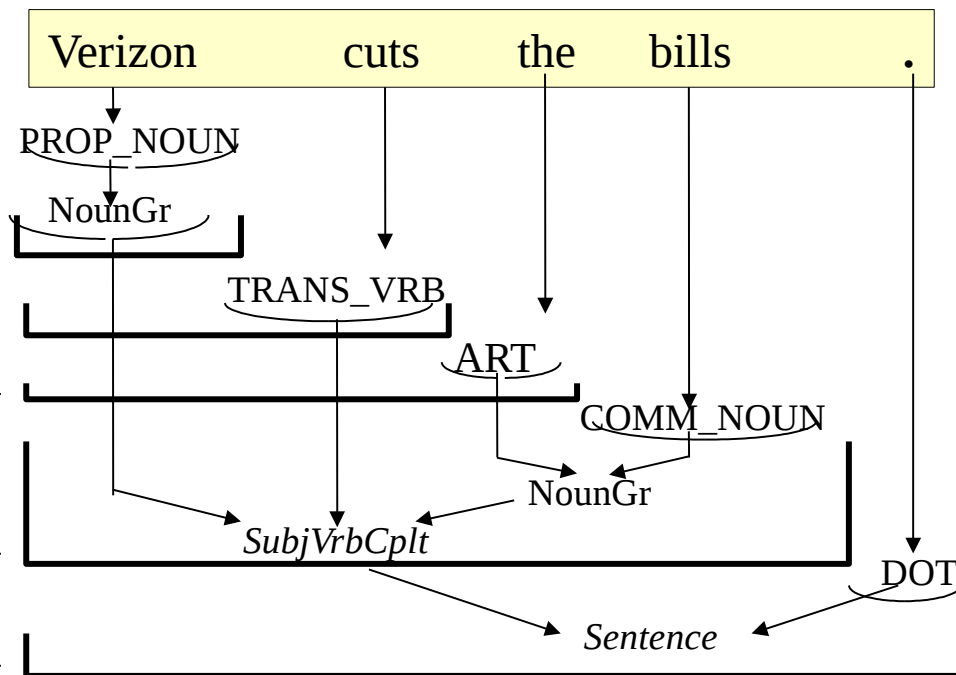 Verizon cuts the bills .
PROP_NOUN
NounGr
TRANS_VRB
ART
COMM_NOUN
NounGr
SubjVrbCplt
DOT
Sentence